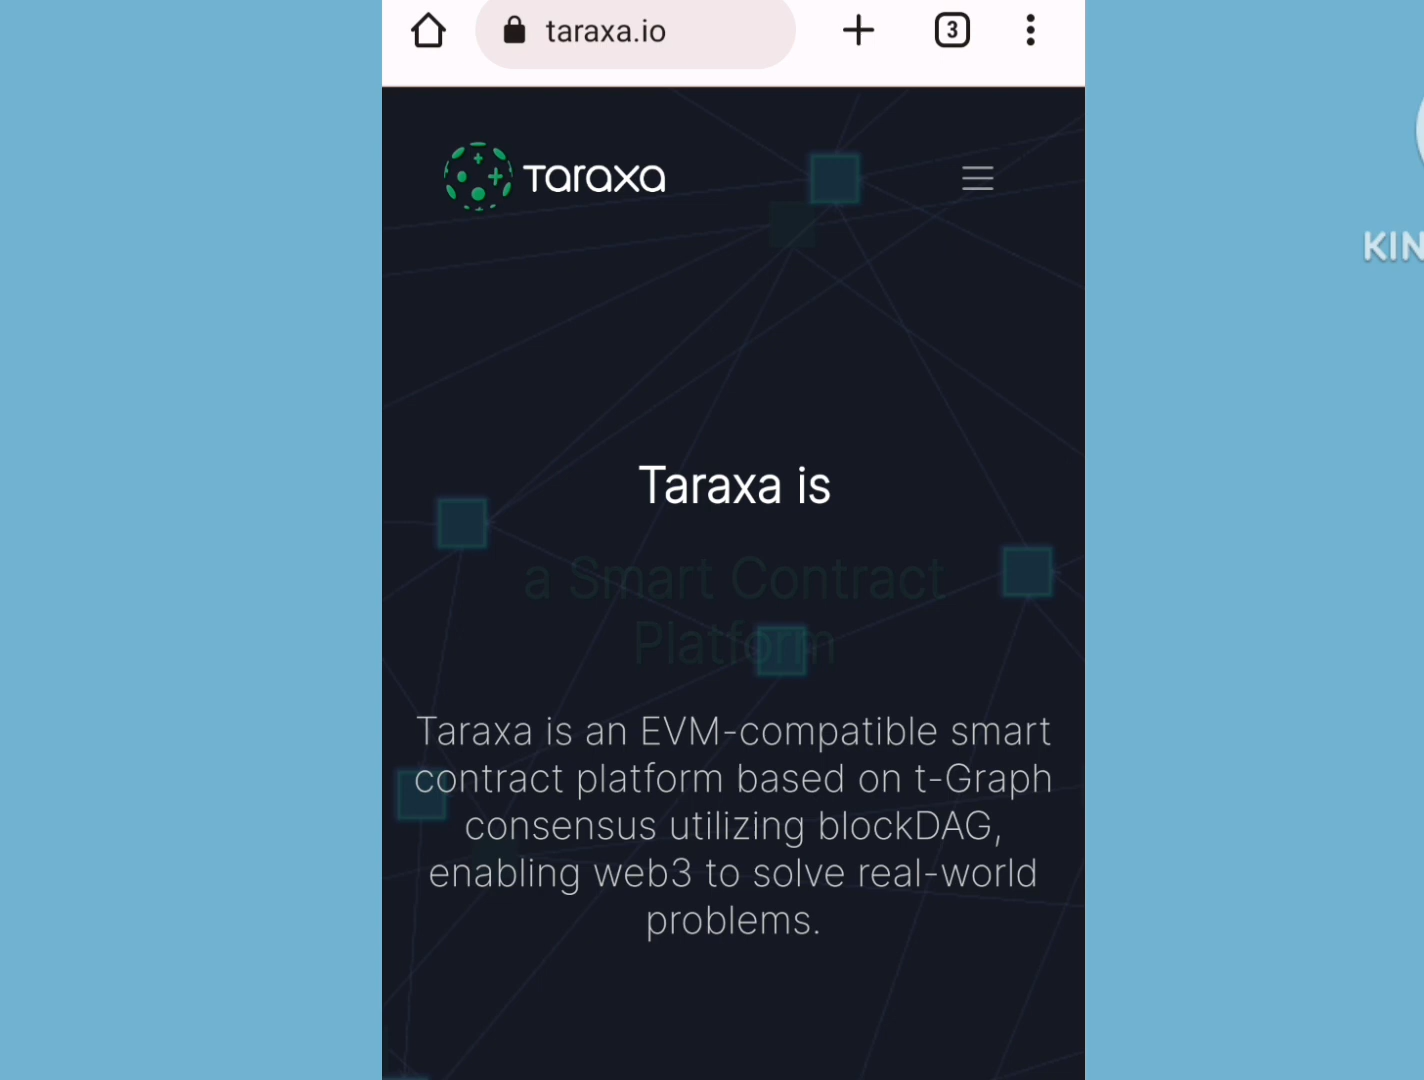 taraxa.io
3
Taraxa
Taraxa is
a Smart Contract
Platform
Taraxa is an EVM-compatible smart
contract platform based on t-Graph
consensus utilizing blockDAG,
enabling web3 to solve real-world
problems.
KIN